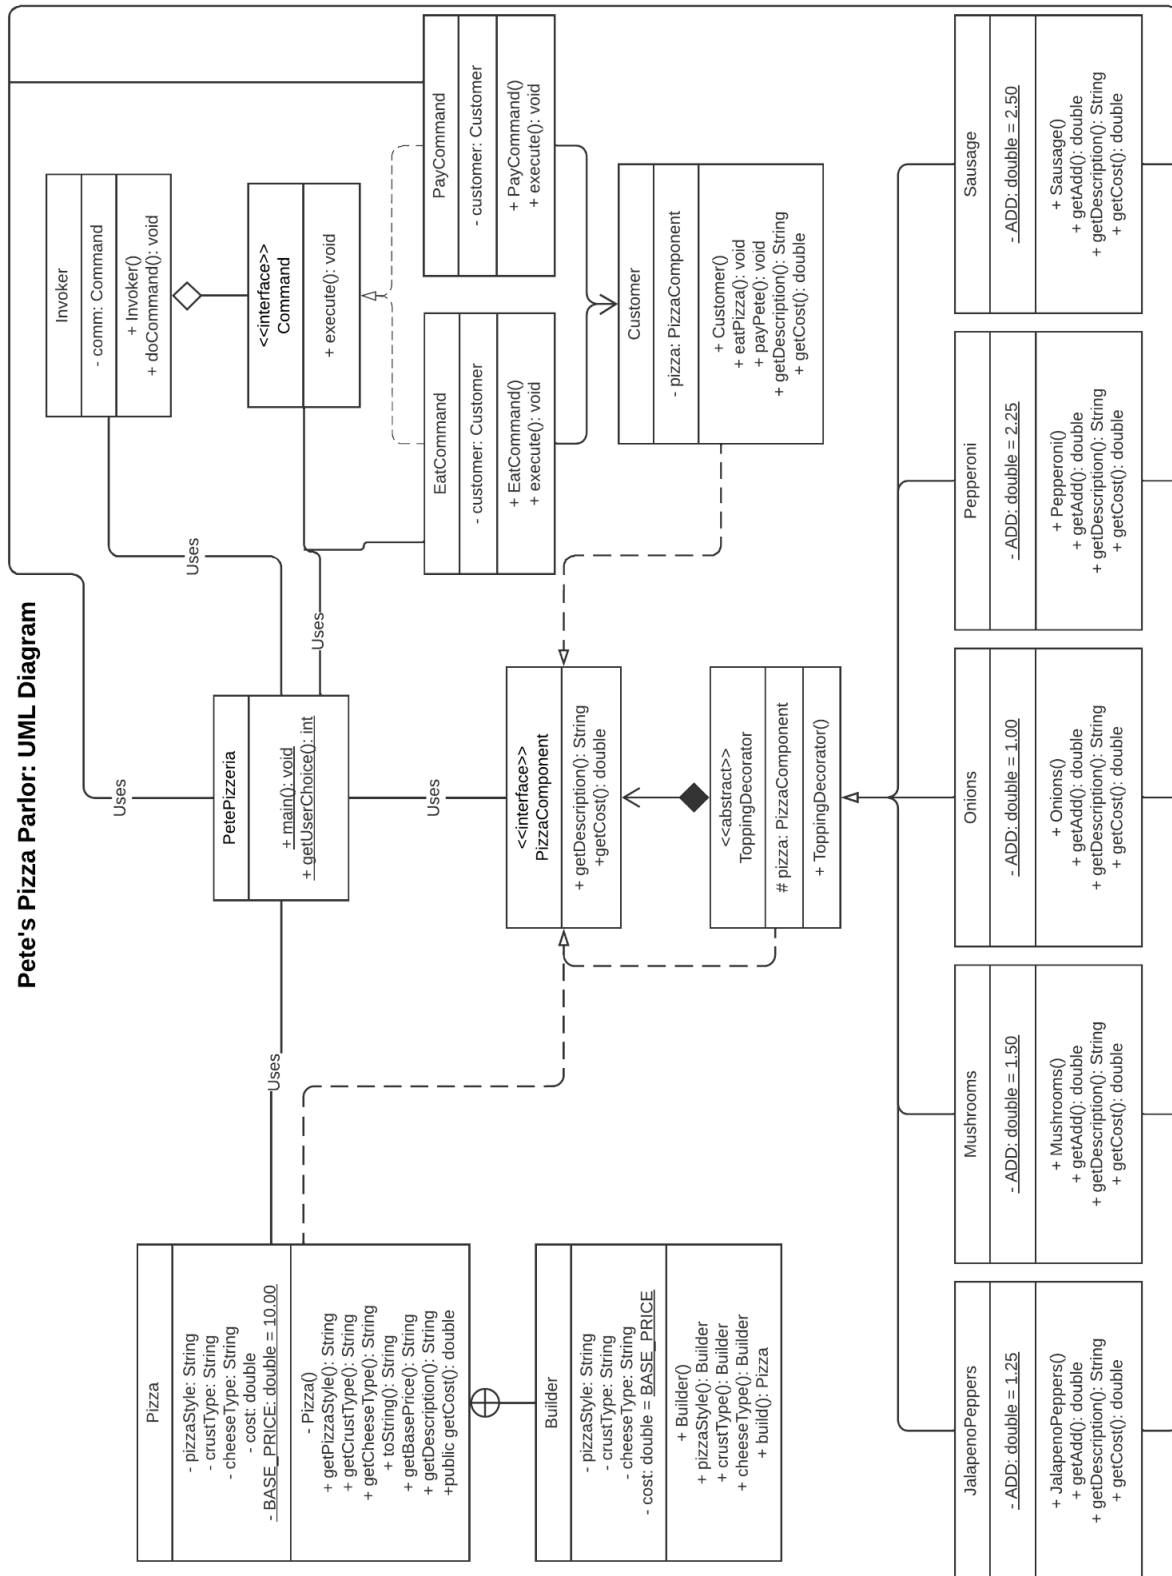 Pete's Pizza Parlor: UML Diagram
Pizza
- pizzaStyle: String
- crustType: String
- cheeseType: String
- cost: double
- BASE_PRICE: double = 10.00
- Pizza()
+ getPizzaStyle(): String
+ getCrustType(): String
+ getCheeseType(): String
+ toString(): String
+ getBasePrice(): String
+ getDescription(): String
+public getCost(): double
Builder
- pizzaStyle: String
- crustType: String
- cheeseType: String
- cost: double = BASE_PRICE
+ Builder()
+ pizzaStyle(): Builder
+ crustType(): Builder
+ cheeseType(): Builder
+ build(): Pizza
Uses
PetePizzeria
+ main(): void
+ getUserChoice(): int
Uses
Uses
Uses
Uses
<<interface>>
PizzaComponent
+ getDescription(): String
+getCost(): double
<<abstract>>
ToppingDecorator
# pizza: PizzaComponent
+ ToppingDecorator()
Invoker
- comm: Command
+ Invoker()
+ doCommand(): void
<<interface>>
Command
+ execute(): void
EatCommand
- customer: Customer
+ EatCommand()
+ execute(): void
PayCommand
- customer: Customer
+ PayCommand()
+ execute(): void
Customer
- pizza: PizzaComponent
+ Customer()
+ eatPizza(): void
+ payPete(): void
+ getDescription(): String
+ getCost(): double
JalapenoPeppers
- ADD: double = 1.25
+ JalapenoPeppers()
+ getAdd(): double
+ getDescription(): String
+ getCost(): double
Mushrooms
- ADD: double = 1.50
+ Mushrooms()
+ getAdd(): double
+ getDescription(): String
+ getCost(): double
Onions
- ADD: double = 1.00
+ Onions()
+ getAdd(): double
+ getDescription(): String
+ getCost(): double
Pepperoni
- ADD: double = 2.25
+ Pepperoni()
+ getAdd(): double
+ getDescription(): String
+ getCost(): double
Sausage
- ADD: double = 2.50
+ Sausage()
+ getAdd(): double
+ getDescription(): String
+ getCost(): double